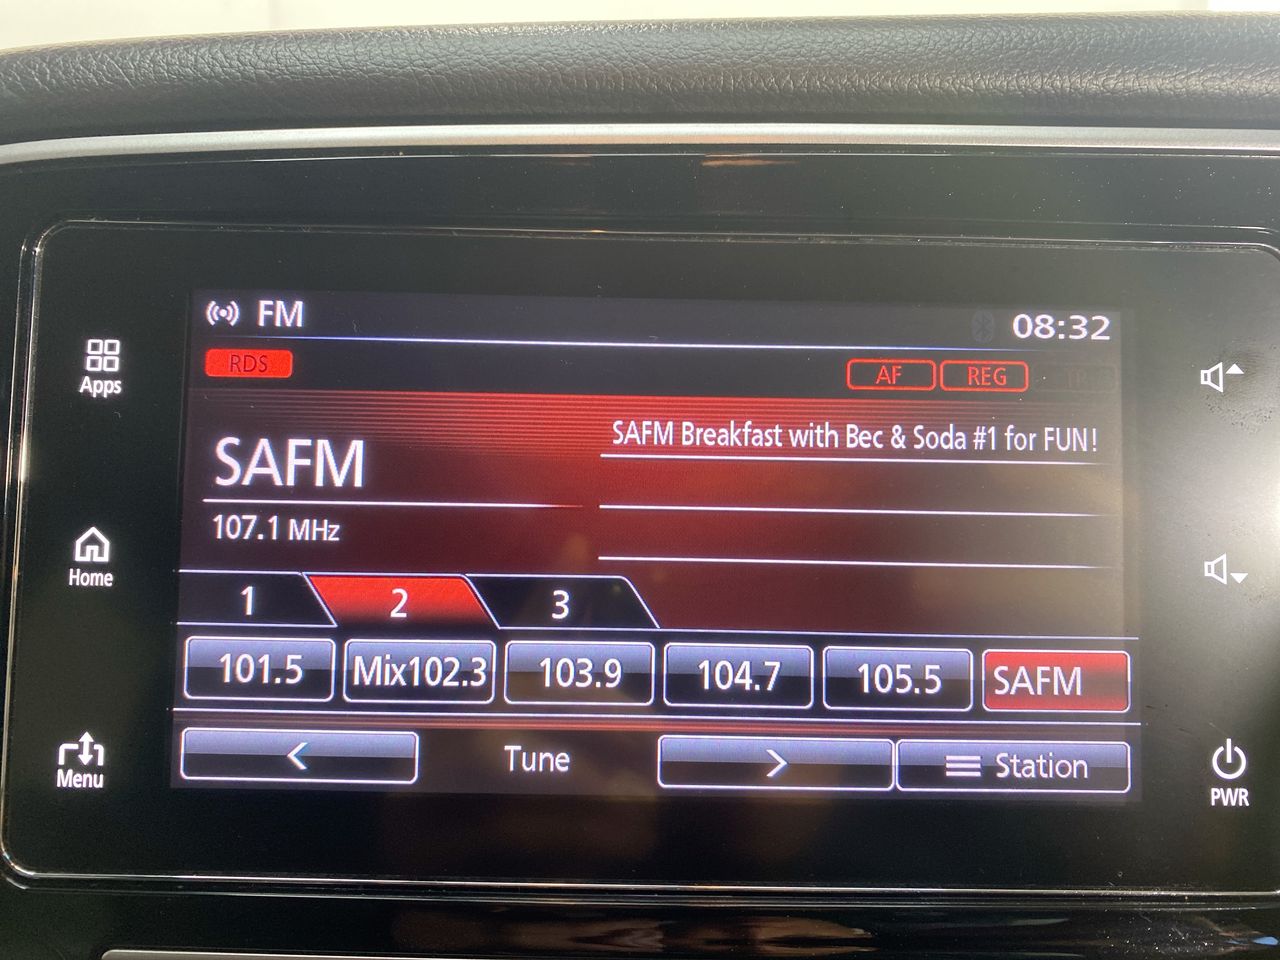 FM
08:32
RDS
AF REG TP
Apps
SAFM
SAFM Breakfast with Bec & Soda #1 for FUN!
107.1 MHz
Home
1 2 3
101.5 Mix102.3 103.9 104.7 105.5 SAFM
< Tune > Station
Menu
PWR